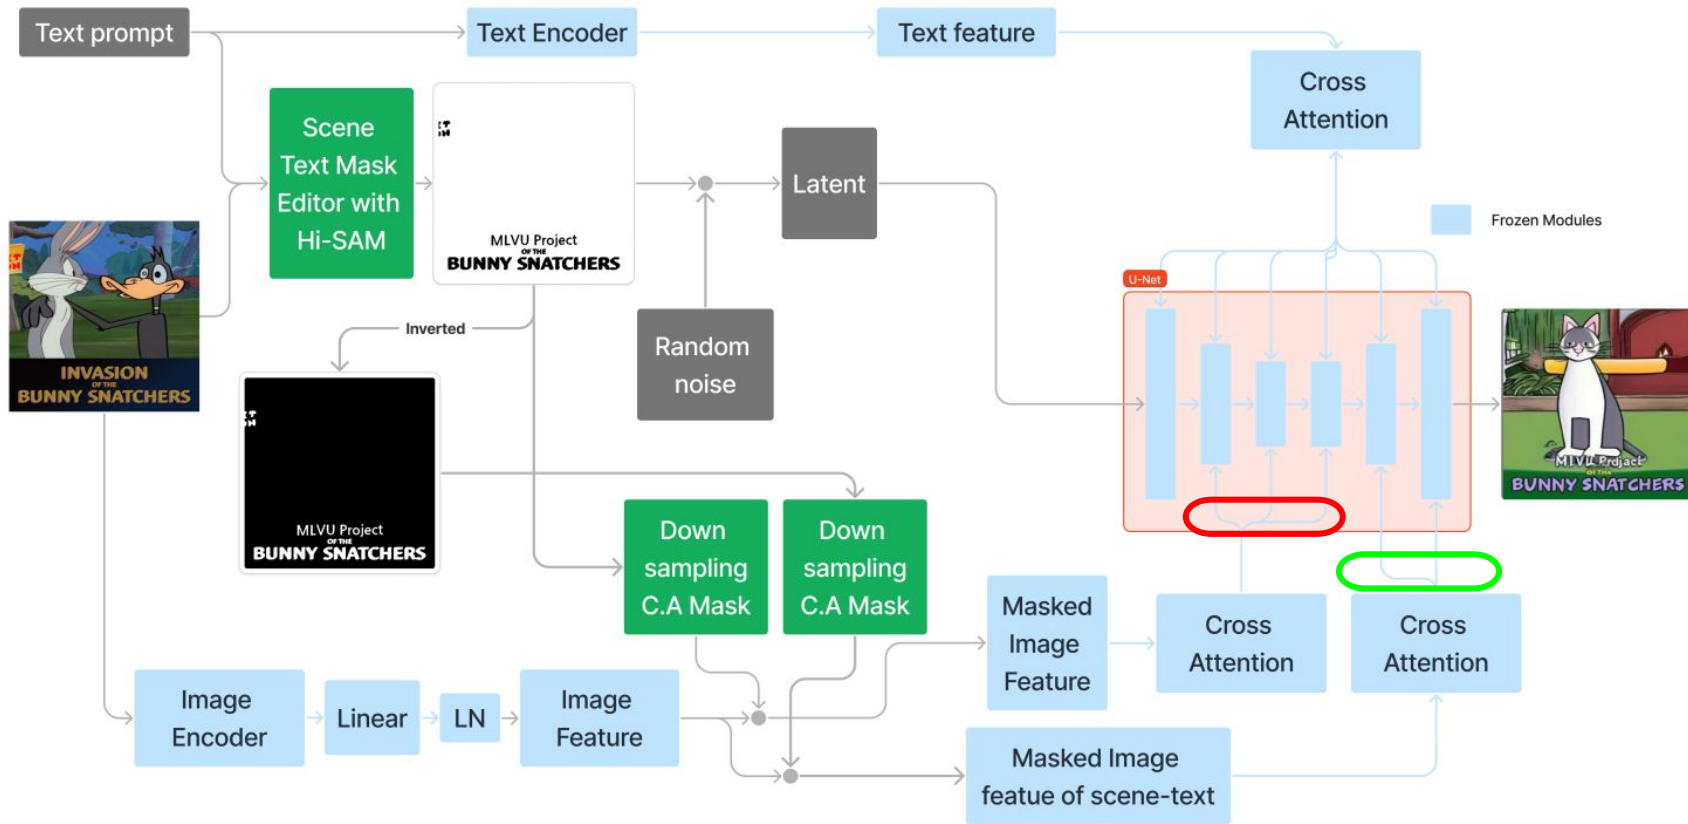 Text prompt
Text Encoder
Text feature
Cross
Attention
Scene
Text Mask
Editor with
Hi-SAM
MLVU Project
OF THE
BUNNY SNATCHERS
Latent
Frozen Modules
U-Net
INVASION
OF THE
BUNNY SNATCHERS
Inverted
Random
noise
MLVU Project
OF THE
BUNNY SNATCHERS
MLVU Prdjact
OF THA
BUNNY SNATCHERS
Down
sampling
C.A Mask
Down
sampling
C.A Mask
Masked
Image
Feature
Cross
Attention
Cross
Attention
Image
Encoder
Linear
LN
Image
Feature
Masked Image
featue of scene-text